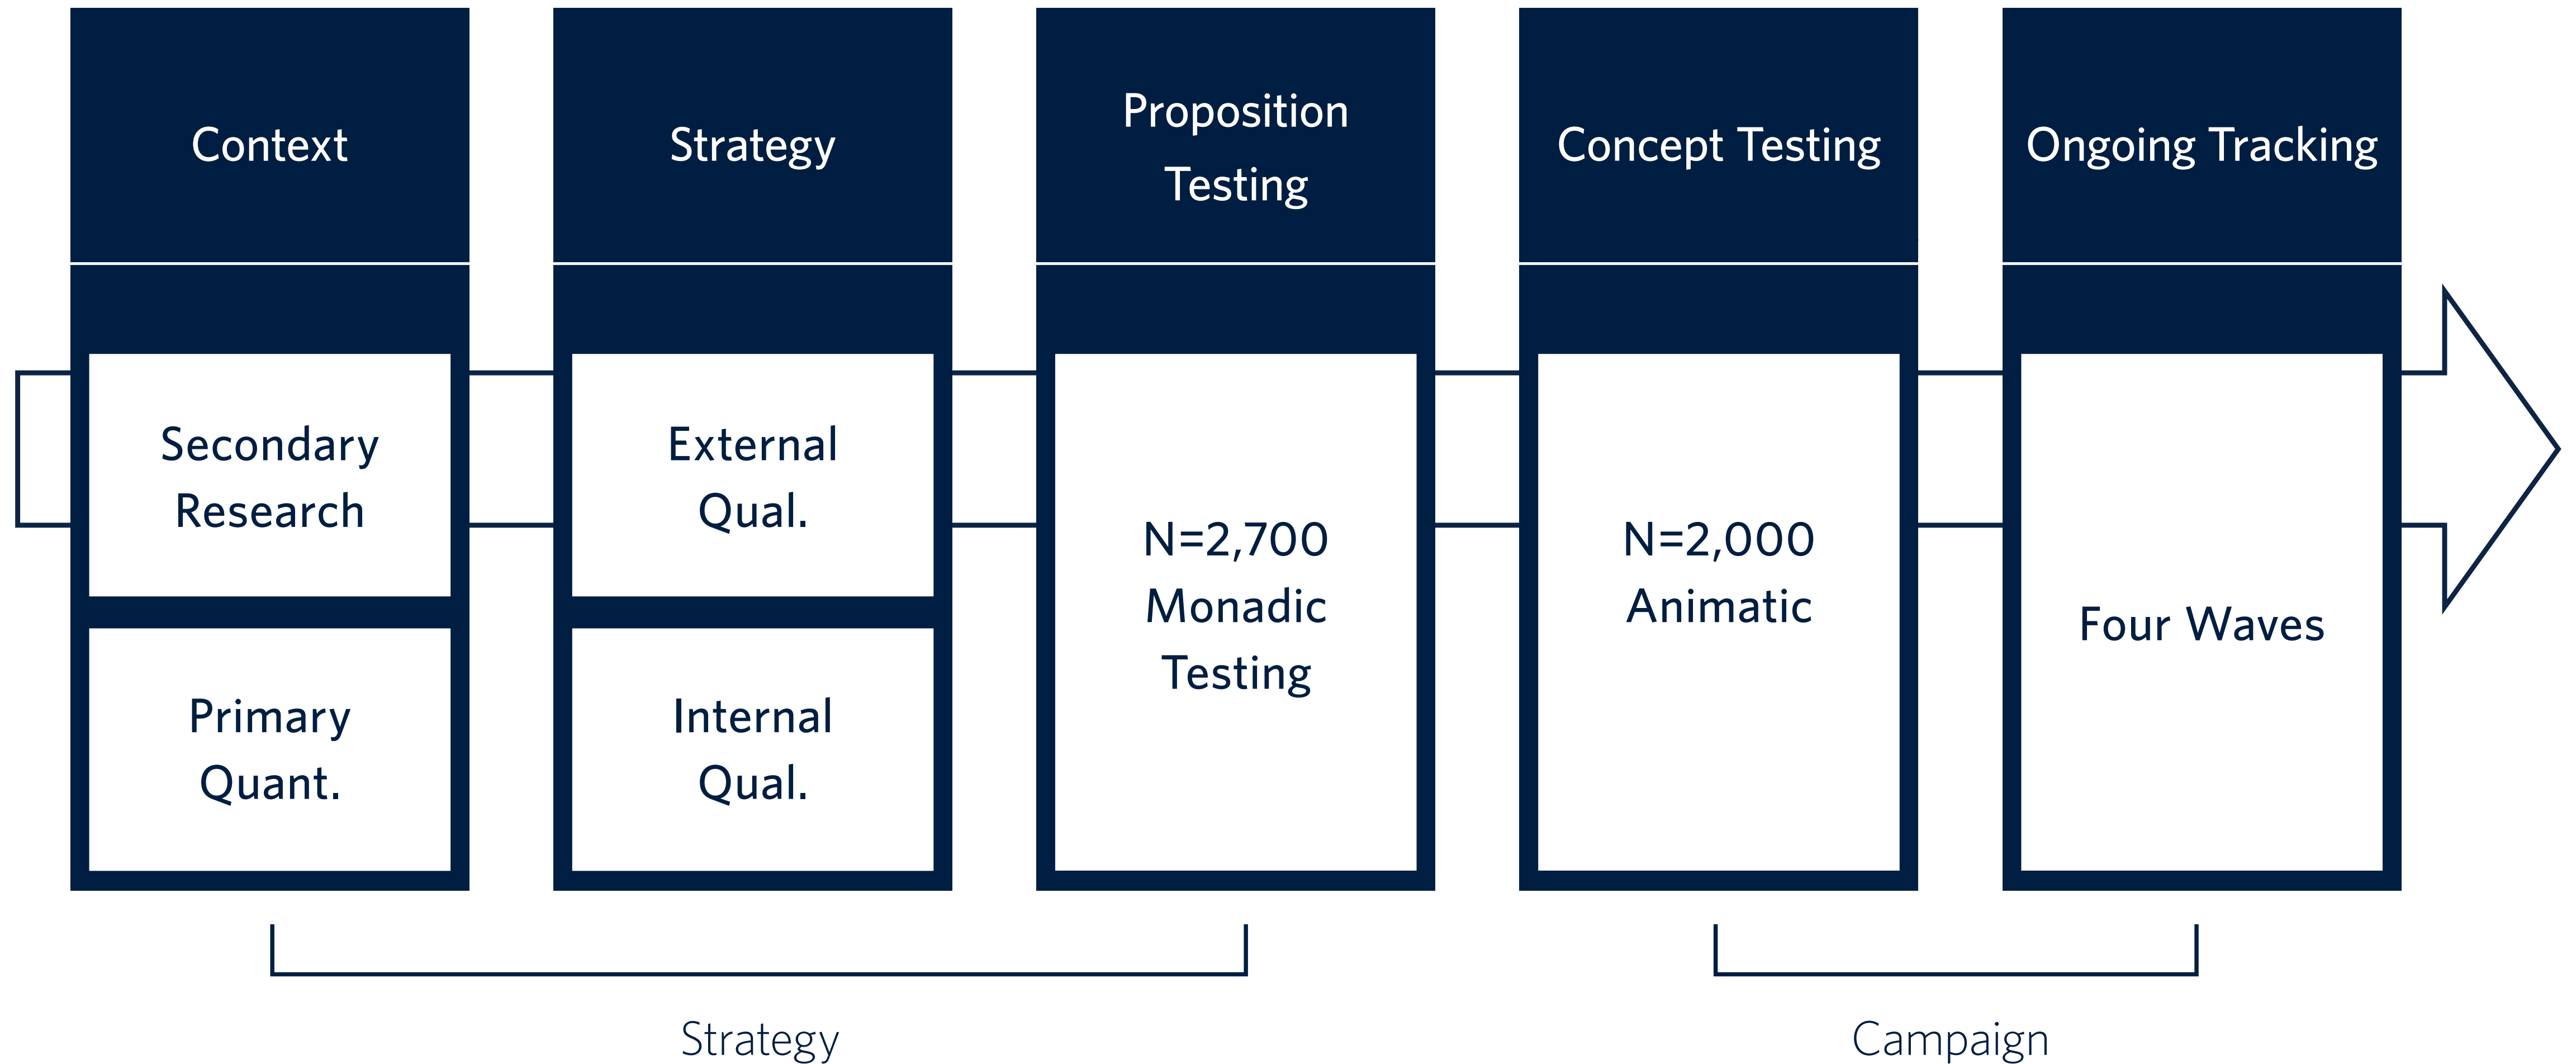 Context
Strategy
Proposition
Testing
Concept Testing
Ongoing Tracking
Secondary
Research
Primary
Quant.
External
Qual.
Internal
Qual.
N=2,700
Monadic
Testing
N=2,000
Animatic
Four Waves
Strategy
Campaign